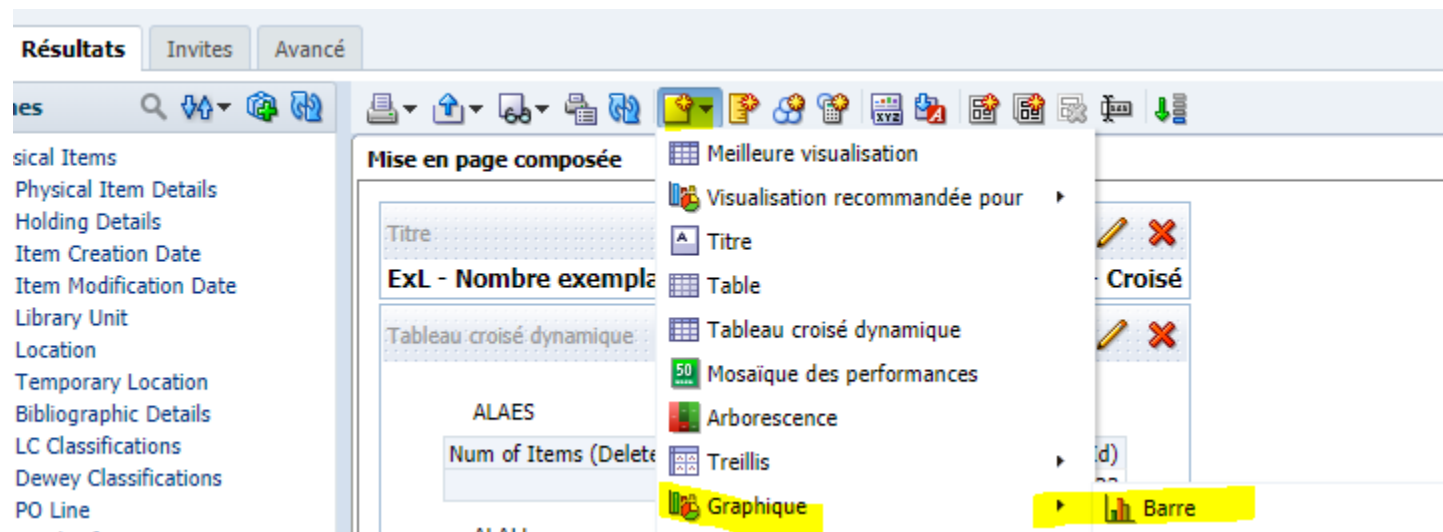 Résultats Invites Avancé
nes
sical Items
Physical Item Details
Holding Details
Item Creation Date
Item Modification Date
Library Unit
Location
Temporary Location
Bibliographic Details
LC Classifications
Dewey Classifications
PO Line
Mise en page composée
Titre
ExL - Nombre exempla
- Croisé
Tableau croisé dynamique
ALAES
Num of Items (Delete
Id)
Meilleure visualisation
Visualisation recommandée pour
Titre
Table
Tableau croisé dynamique
50 Mosaïque des performances
Arborescence
Treillis
Graphique
Barre